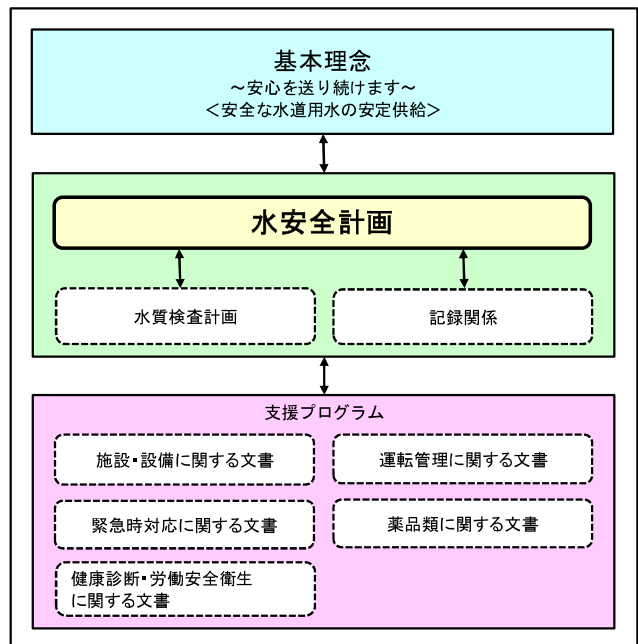 基本理念
～安心を送り続けます～
＜安全な水道用水の安定供給＞
水安全計画
水質検査計画
記録関係
支援プログラム
施設・設備に関する文書
運転管理に関する文書
緊急時対応に関する文書
薬品類に関する文書
健康診断・労働安全衛生
に関する文書